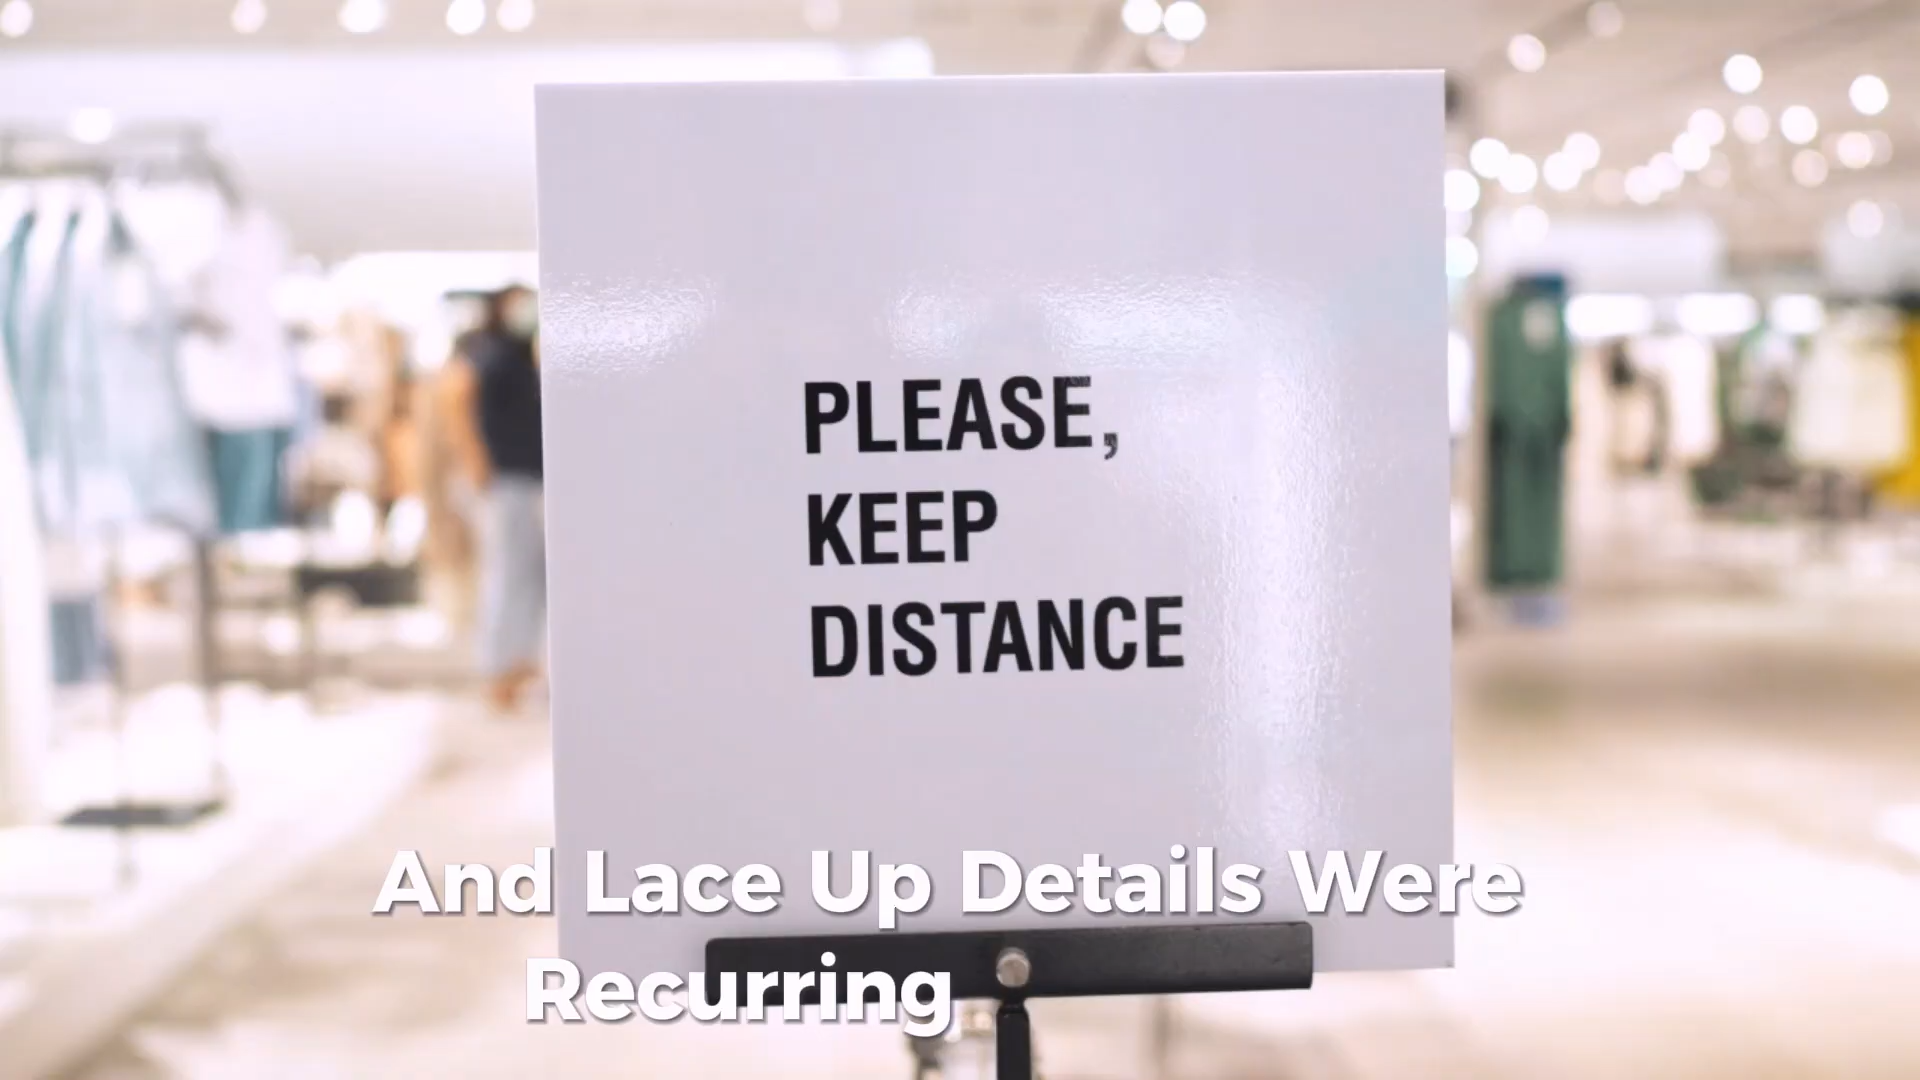 PLEASE,
KEEP
DISTANCE
And Lace Up Details Were
Recurring